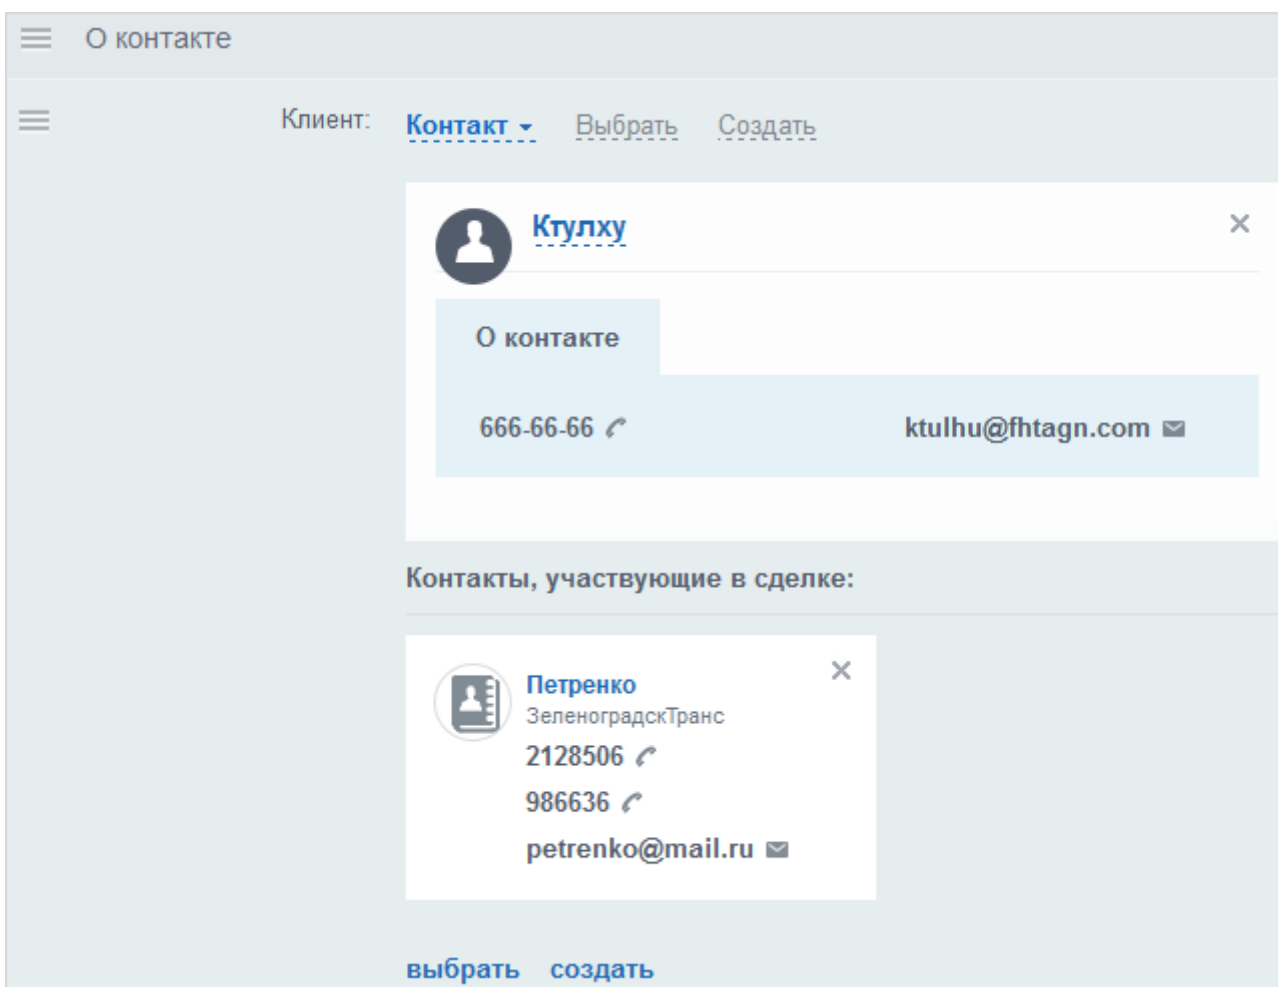 О контакте
Клиент: Контакт Выбрать Создать
Ктулху
О контакте
666-66-66 ktulhu@fhtagn.com
Контакты, участвующие в сделке:
Петренко
ЗеленоградскТранс
2128506
986636
petrenko@mail.ru
выбрать создать